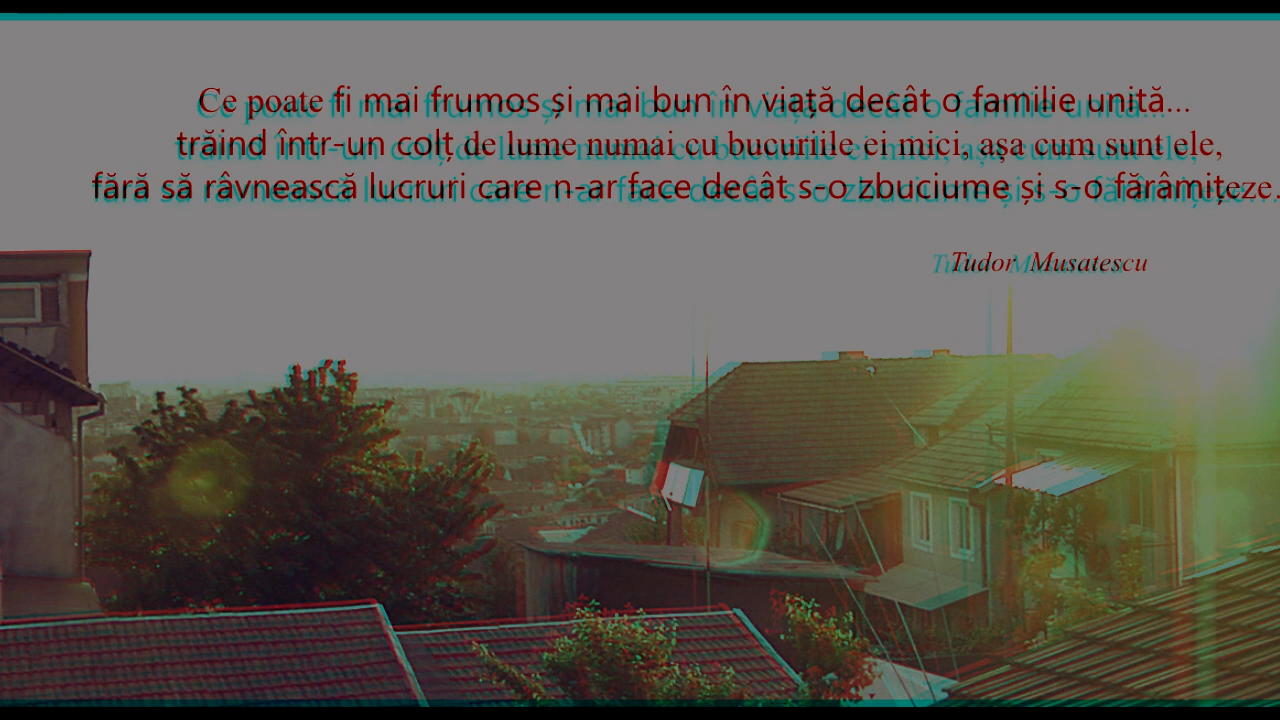 Ce poate fi mai frumos și mai bun în viață decât o familie unită...
trăind într-un colț de lume numai cu bucuriile ei mici, așa cum sunt ele,
fără să râvnească lucruri care n-ar face decât s-o zbuciume și s-o fărâmițeze...
Tudor Musatescu